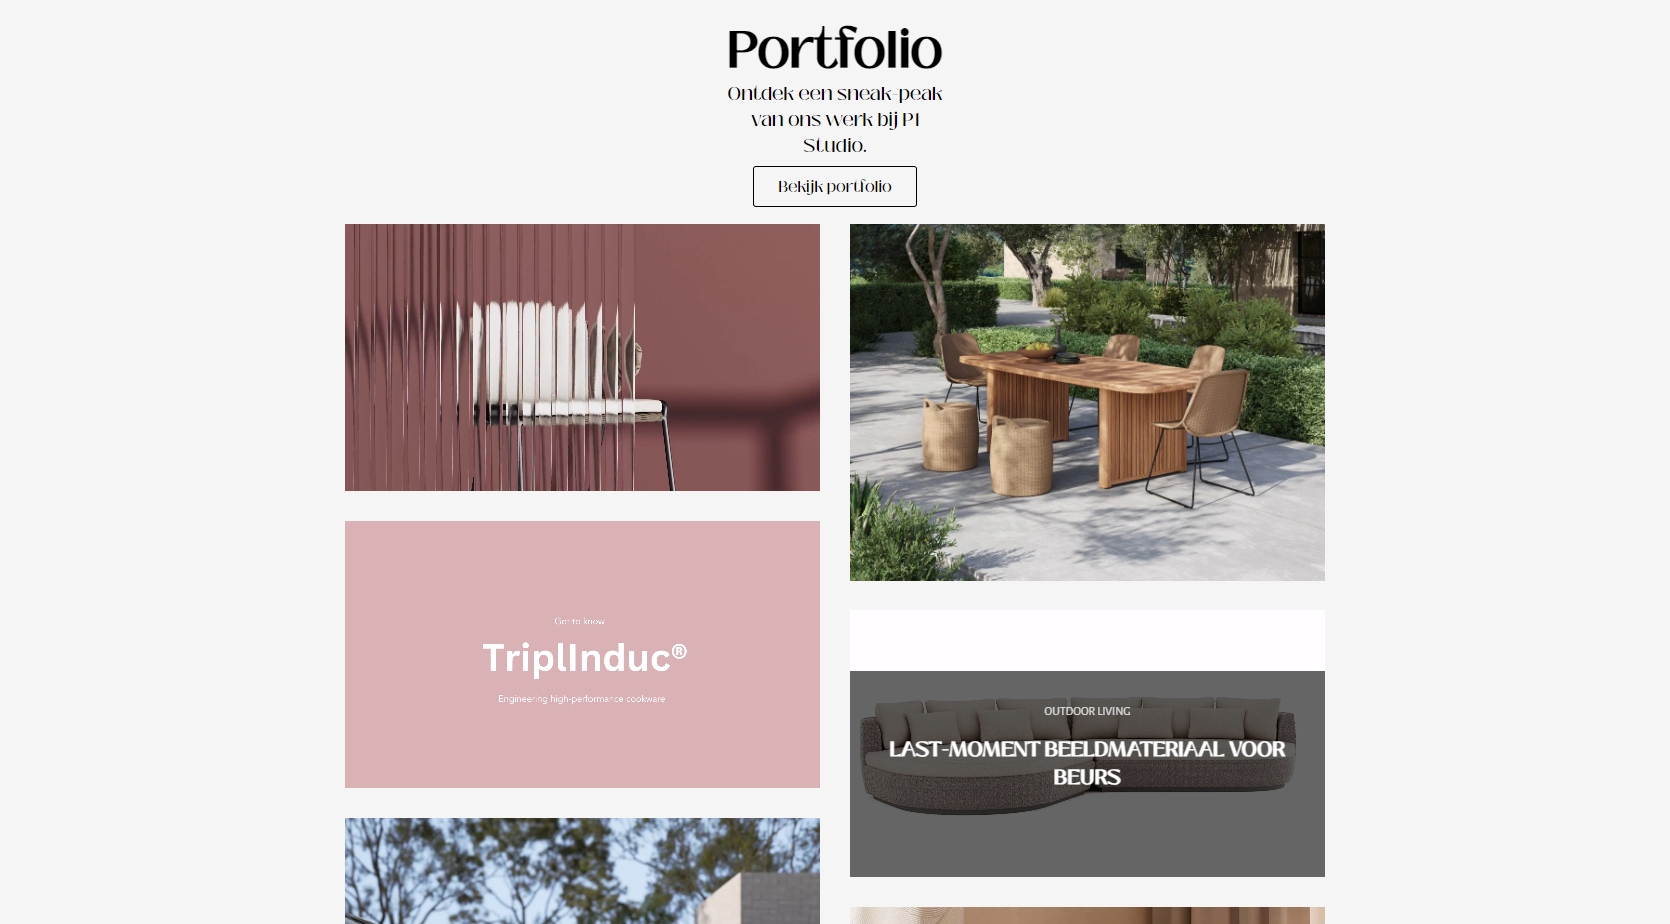 Portfolio
Ontdek een sneak-peak
van ons werk bij P1
Studio.
Bekijk portfolio
Get to know
TriplInduc®
Engineering high-performance cookware
OUTDOOR LIVING
LAST-MOMENT BEELDMATERIAAL VOOR
BEURS